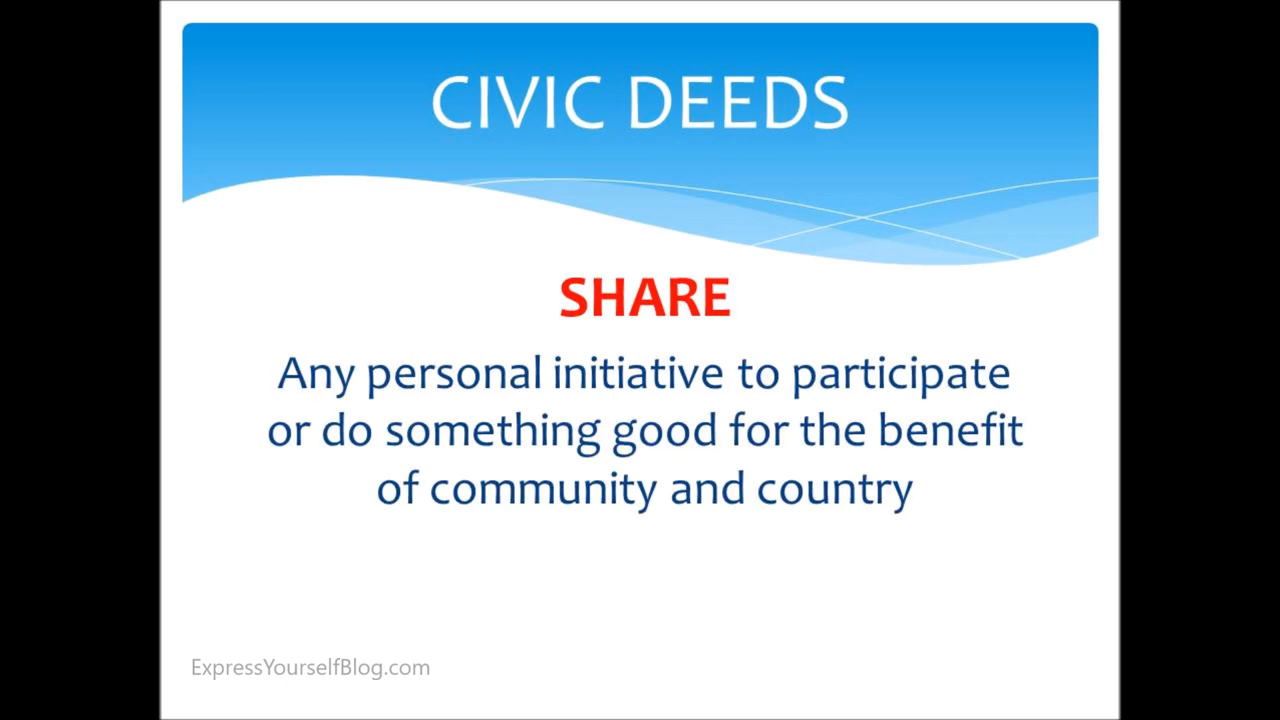 CIVIC DEEDS
SHARE
Any personal initiative to participate
or do something good for the benefit
of community and country
ExpressYourselfBlog.com